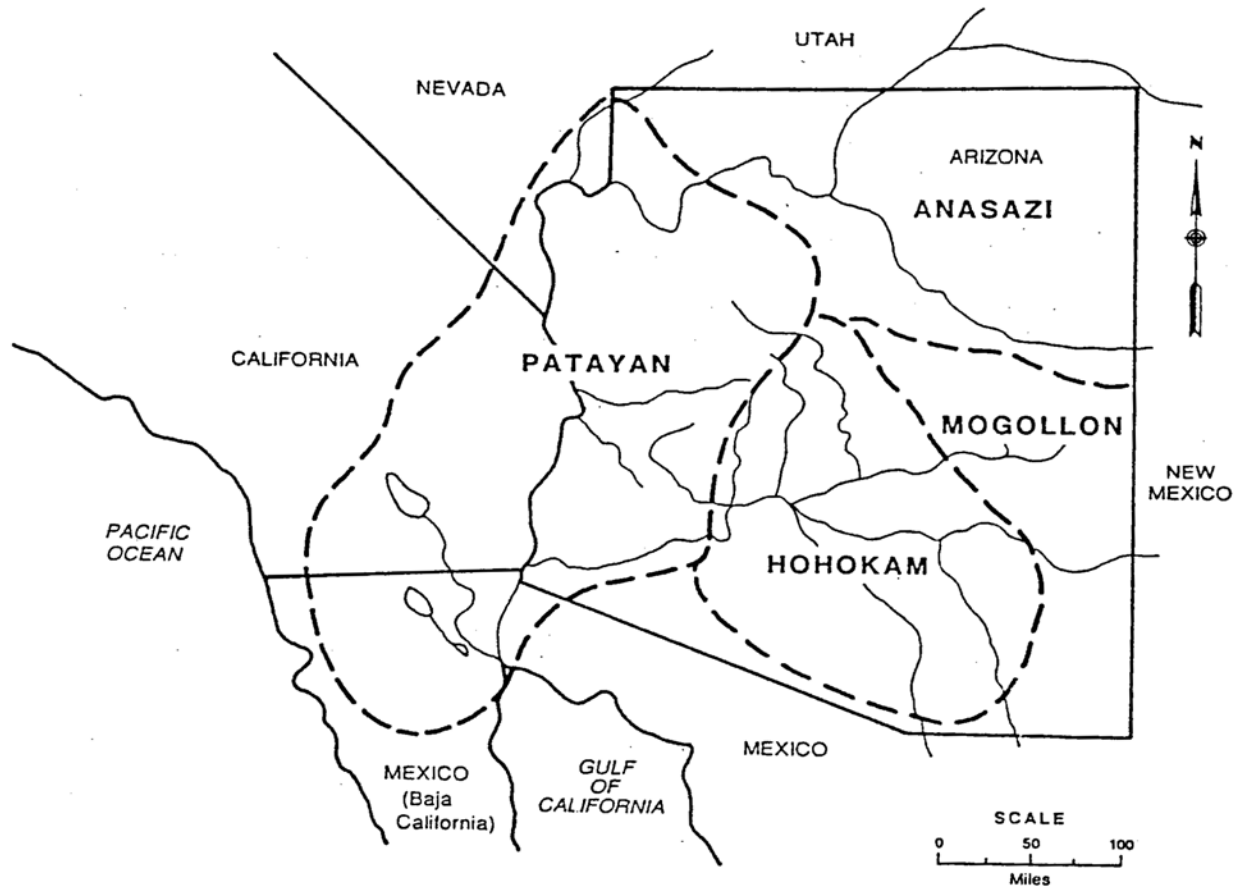 UTAH
NEVADA
N
ARIZONA
ANASAZI
CALIFORNIA
PATAYAN
MOGOLLON
NEW
MEXICO
PACIFIC
OCEAN
HOHOKAM
MEXICO
GULF
OF
CALIFORNIA
MEXICO
(Baja
California)
SCALE
0 50 100
Miles